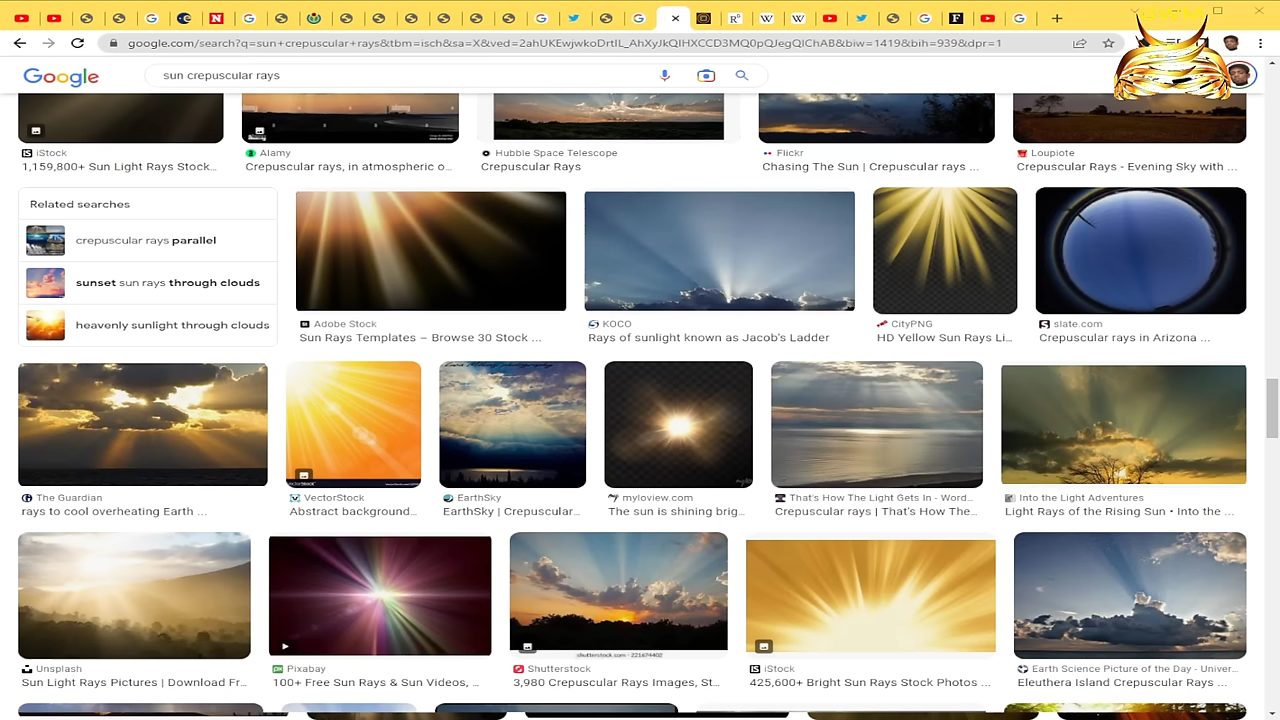 google.com/search?q=sun+crepuscular+rays&tbm=isch&sa=X&ved=2ahUKEwjwkoDrtIL_AhXyJkQIHXCCD3MQ0pQJegQIChAB&biw=1419&bih=939&dpr=1
Google
sun crepuscular rays
iStock
1,159,800+ Sun Light Rays Stock...
Alamy
Crepuscular rays, in atmospheric o...
Hubble Space Telescope
Crepuscular Rays
Flickr
Chasing The Sun | Crepuscular rays ...
Loupiote
Crepuscular Rays - Evening Sky with ...
Related searches
crepuscular rays parallel
sunset sun rays through clouds
heavenly sunlight through clouds
Adobe Stock
Sun Rays Templates – Browse 30 Stock ...
KOCO
Rays of sunlight known as Jacob's Ladder
CityPNG
HD Yellow Sun Rays Li...
slate.com
Crepuscular rays in Arizona ...
The Guardian
rays to cool overheating Earth ...
VectorStock
Abstract background...
EarthSky
EarthSky | Crepuscular...
myloview.com
The sun is shining brig...
That's How The Light Gets In - Word...
Crepuscular rays | That's How The...
Into the Light Adventures
Light Rays of the Rising Sun • Into the ...
shutterstock.com · 221674402
Unsplash
Sun Light Rays Pictures | Download Fr...
Pixabay
100+ Free Sun Rays & Sun Videos, ...
Shutterstock
3,980 Crepuscular Rays Images, St...
iStock
425,600+ Bright Sun Rays Stock Photos ...
Earth Science Picture of the Day - Univer...
Eleuthera Island Crepuscular Rays ...